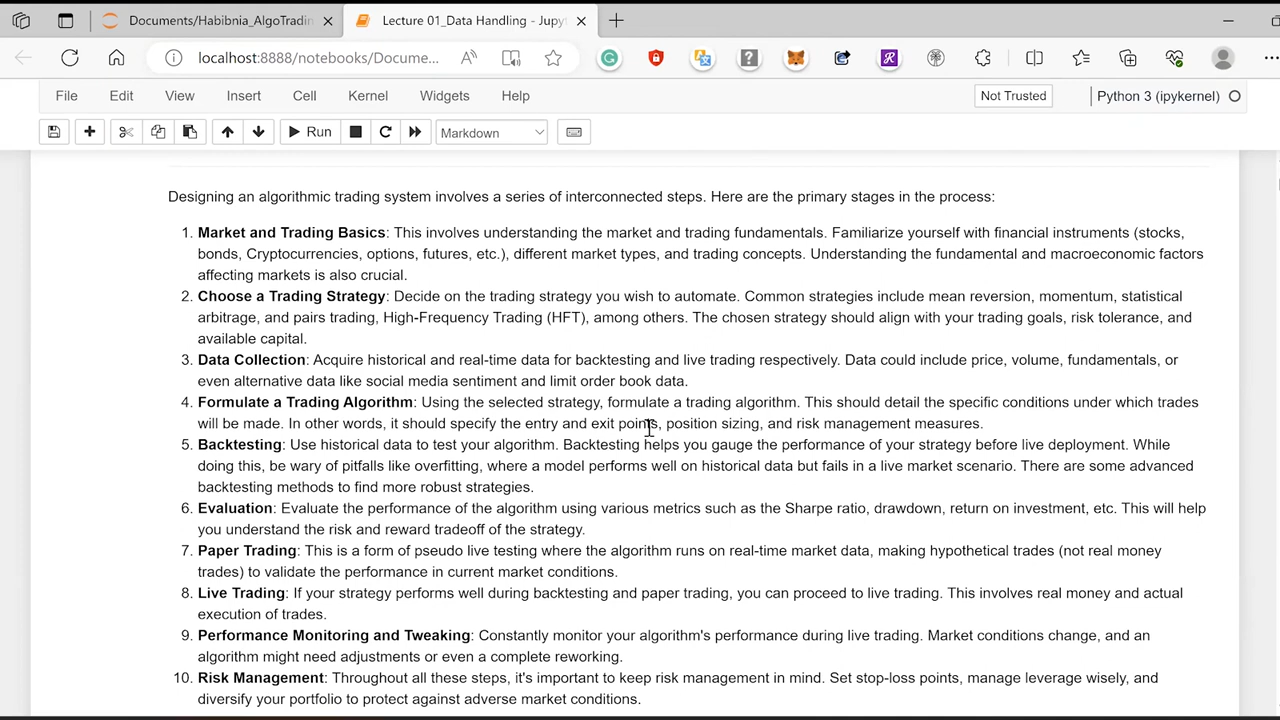 Documents/Habibnia_AlgoTradin
Lecture 01_Data Handling - Jupyt
localhost:8888/notebooks/Docume...
File Edit View Insert Cell Kernel Widgets Help
Not Trusted
Python 3 (ipykernel)
Run
Markdown
Designing an algorithmic trading system involves a series of interconnected steps. Here are the primary stages in the process:
1. Market and Trading Basics: This involves understanding the market and trading fundamentals. Familiarize yourself with financial instruments (stocks,
bonds, Cryptocurrencies, options, futures, etc.), different market types, and trading concepts. Understanding the fundamental and macroeconomic factors
affecting markets is also crucial.
2. Choose a Trading Strategy: Decide on the trading strategy you wish to automate. Common strategies include mean reversion, momentum, statistical
arbitrage, and pairs trading, High-Frequency Trading (HFT), among others. The chosen strategy should align with your trading goals, risk tolerance, and
available capital.
3. Data Collection: Acquire historical and real-time data for backtesting and live trading respectively. Data could include price, volume, fundamentals, or
even alternative data like social media sentiment and limit order book data.
4. Formulate a Trading Algorithm: Using the selected strategy, formulate a trading algorithm. This should detail the specific conditions under which trades
will be made. In other words, it should specify the entry and exit points, position sizing, and risk management measures.
5. Backtesting: Use historical data to test your algorithm. Backtesting helps you gauge the performance of your strategy before live deployment. While
doing this, be wary of pitfalls like overfitting, where a model performs well on historical data but fails in a live market scenario. There are some advanced
backtesting methods to find more robust strategies.
6. Evaluation: Evaluate the performance of the algorithm using various metrics such as the Sharpe ratio, drawdown, return on investment, etc. This will help
you understand the risk and reward tradeoff of the strategy.
7. Paper Trading: This is a form of pseudo live testing where the algorithm runs on real-time market data, making hypothetical trades (not real money
trades) to validate the performance in current market conditions.
8. Live Trading: If your strategy performs well during backtesting and paper trading, you can proceed to live trading. This involves real money and actual
execution of trades.
9. Performance Monitoring and Tweaking: Constantly monitor your algorithm's performance during live trading. Market conditions change, and an
algorithm might need adjustments or even a complete reworking.
10. Risk Management: Throughout all these steps, it's important to keep risk management in mind. Set stop-loss points, manage leverage wisely, and
diversify your portfolio to protect against adverse market conditions.